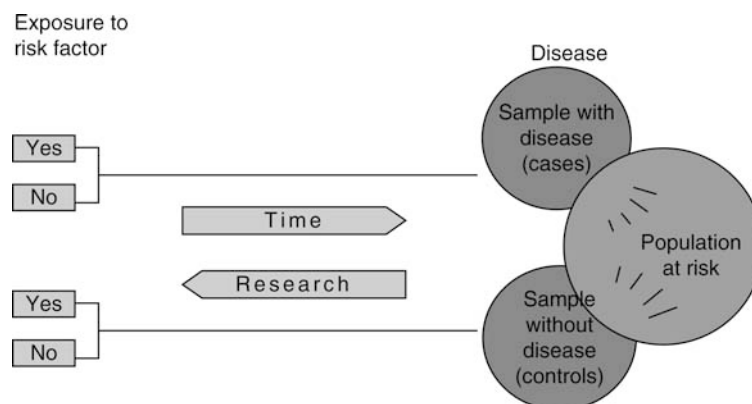 Exposure to
risk factor
Disease
Sample with
disease
(cases)
Yes
No
Time
Population
at risk
Research
Yes
No
Sample
without
disease
(controls)